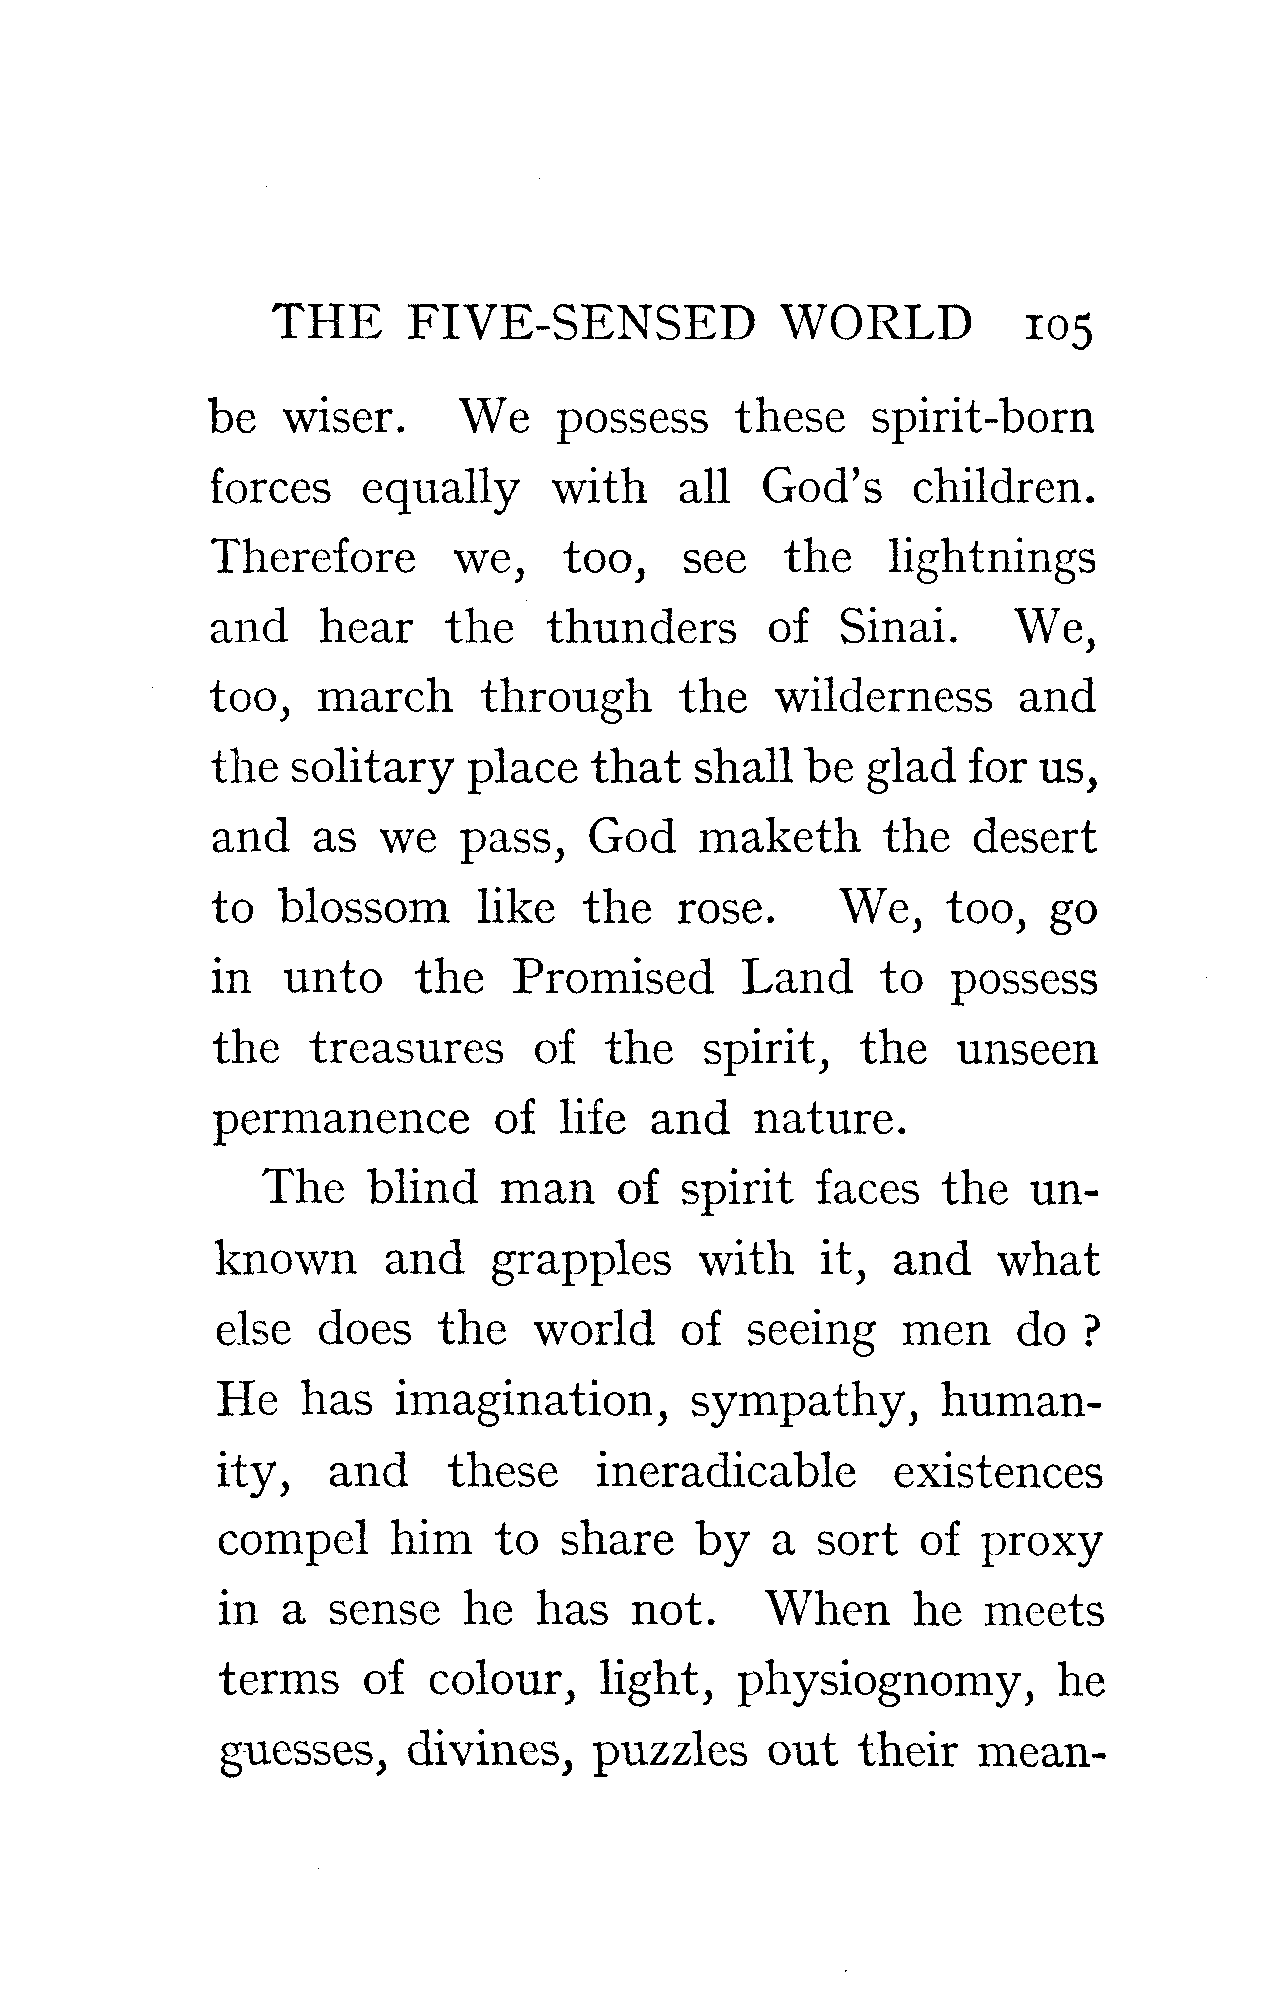 THE FIVE-SENSED WORLD 105
be wiser. We possess these spirit-born
forces equally with all God's children.
Therefore we, too, see the lightnings
and hear the thunders of Sinai. We,
too, march through the wilderness and
the solitary place that shall be glad for us,
and as we pass, God maketh the desert
to blossom like the rose. We, too, go
in unto the Promised Land to possess
the treasures of the spirit, the unseen
permanence of life and nature.
The blind man of spirit faces the un-
known and grapples with it, and what
else does the world of seeing men do ?
He has imagination, sympathy, human-
ity, and these ineradicable existences
compel him to share by a sort of proxy
in a sense he has not. When he meets
terms of colour, light, physiognomy, he
guesses, divines, puzzles out their mean-